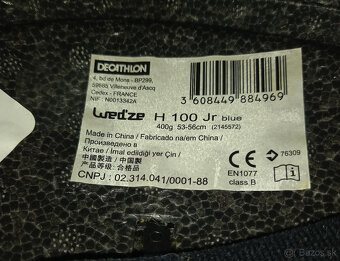 DECATHLON
4, bd de Mons - BP299,
59665 Villeneuve d'Ascq
Cedex - FRANCE
NIF: N0013342A
3 608449 884969
Wed'ze H 100 Jr blue
400g 53-56cm (2145572)
Made in
China / Fabricado na/em China
Произведено в
Китае / İmal edildiği yer Çin /
中國製造 / 中国制
产品等级: 合格品
CE
76309
EN1077
class B
CNPJ : 02.314.041/0001-88
Bazos.sk